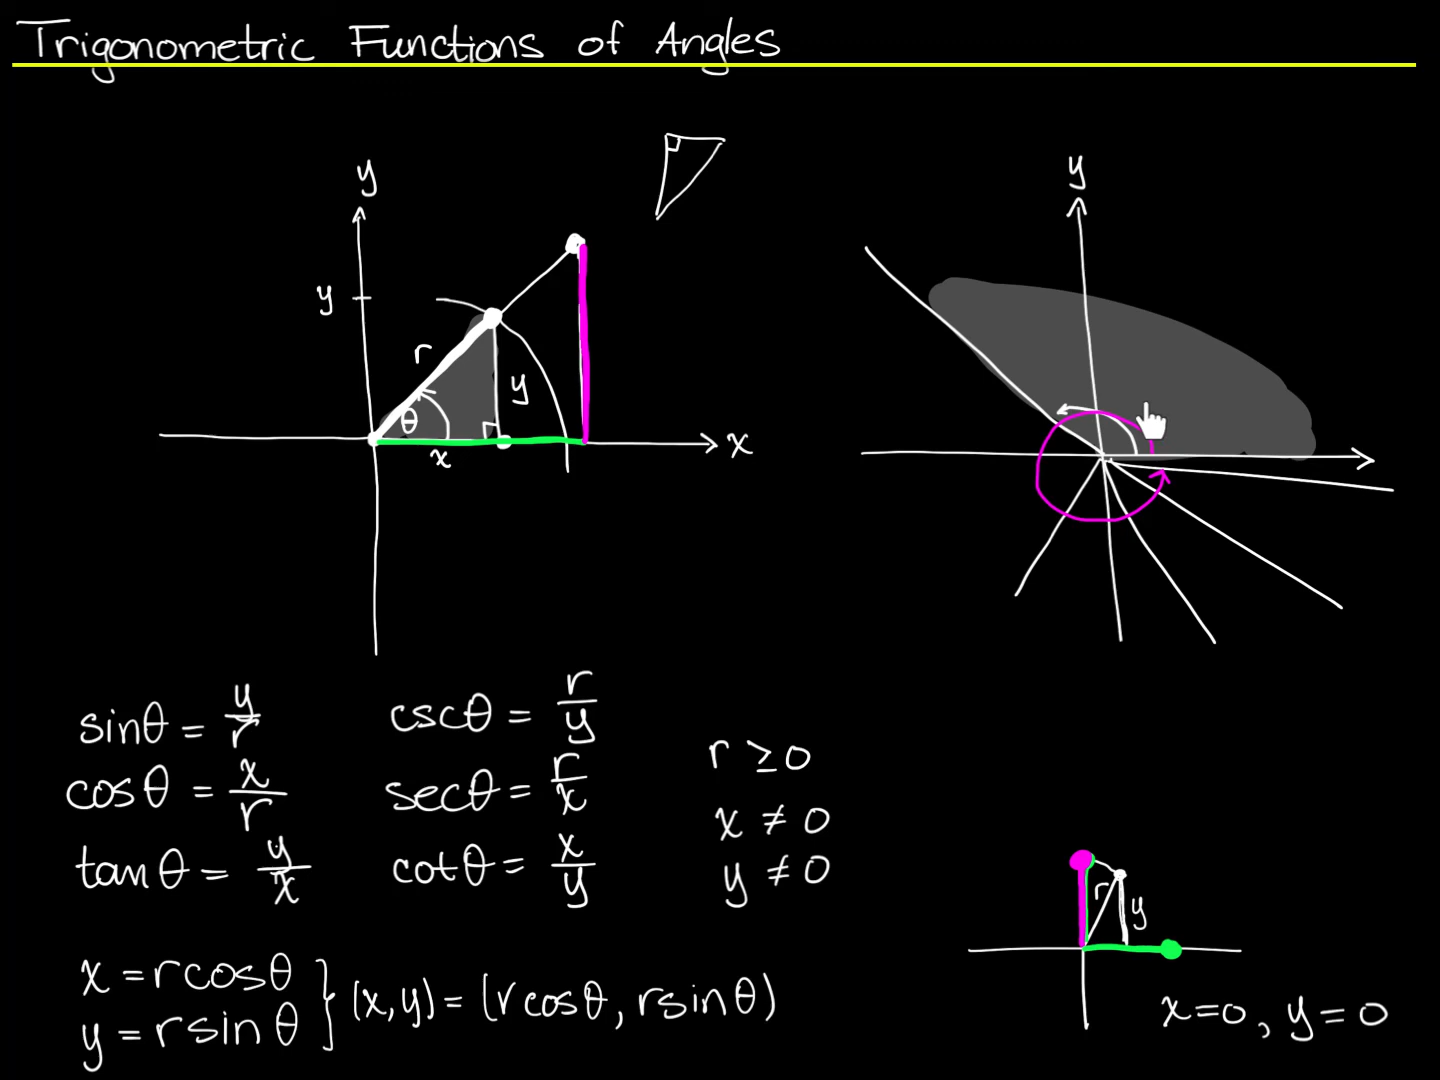 Trigonometric Functions of Angles
y
y
r
θ
y
x
x
y
sinθ = y/r
cscθ = r/y
cosθ = x/r
secθ = r/x
tanθ = y/x
cotθ = x/y
r ≥ 0
x ≠ 0
y ≠ 0
x = rcosθ
y = rsinθ
} (x,y) = (rcosθ, rsinθ)
r
y
x=0, y=0